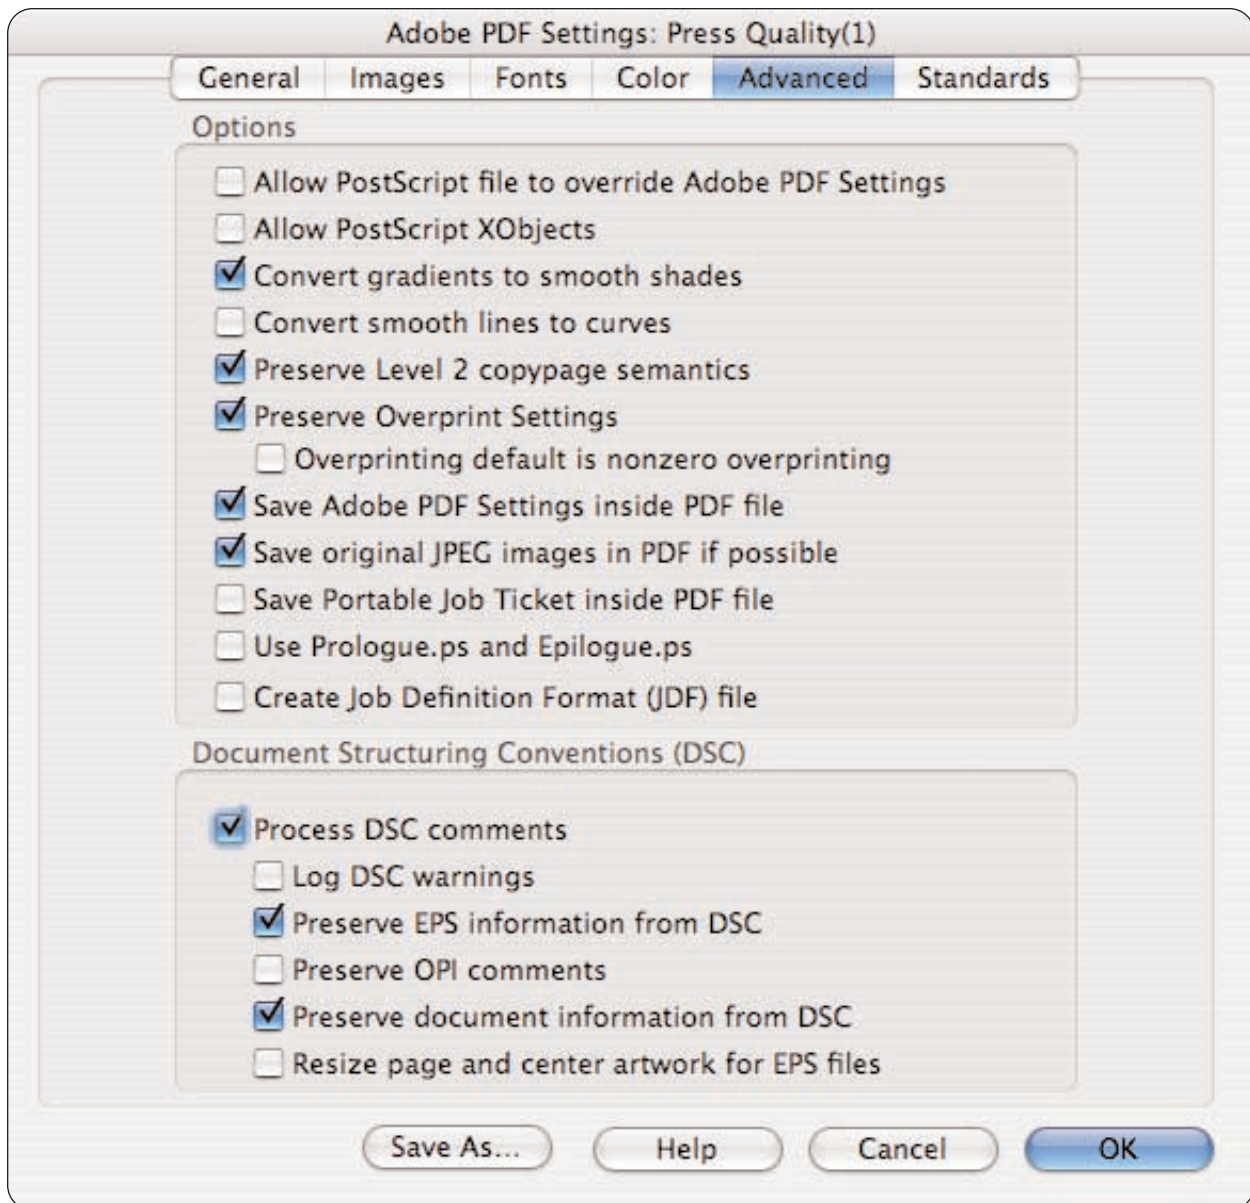 Adobe PDF Settings: Press Quality(1)
General Images Fonts Color Advanced Standards
Options
Allow PostScript file to override Adobe PDF Settings
Allow PostScript XObjects
Convert gradients to smooth shades
Convert smooth lines to curves
Preserve Level 2 copypage semantics
Preserve Overprint Settings
Overprinting default is nonzero overprinting
Save Adobe PDF Settings inside PDF file
Save original JPEG images in PDF if possible
Save Portable Job Ticket inside PDF file
Use Prologue.ps and Epilogue.ps
Create Job Definition Format (JDF) file
Document Structuring Conventions (DSC)
Process DSC comments
Log DSC warnings
Preserve EPS information from DSC
Preserve OPI comments
Preserve document information from DSC
Resize page and center artwork for EPS files
Save As... Help Cancel OK